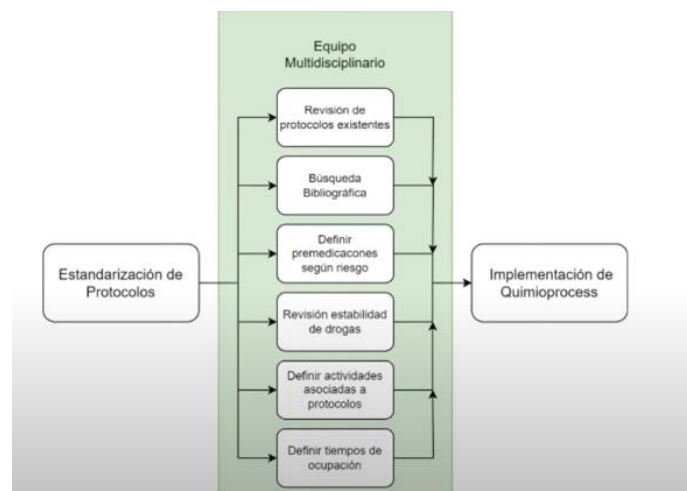 Equipo
Multidisciplinario
Revisión de
protocolos existentes
Búsqueda
Bibliográfica
Definir
premedicacones
según riesgo
Estandarización de
Protocolos
Implementación de
Quimioprocess
Revisión estabilidad
de drogas
Definir actividades
asociadas a
protocolos
Definir tiempos de
ocupación